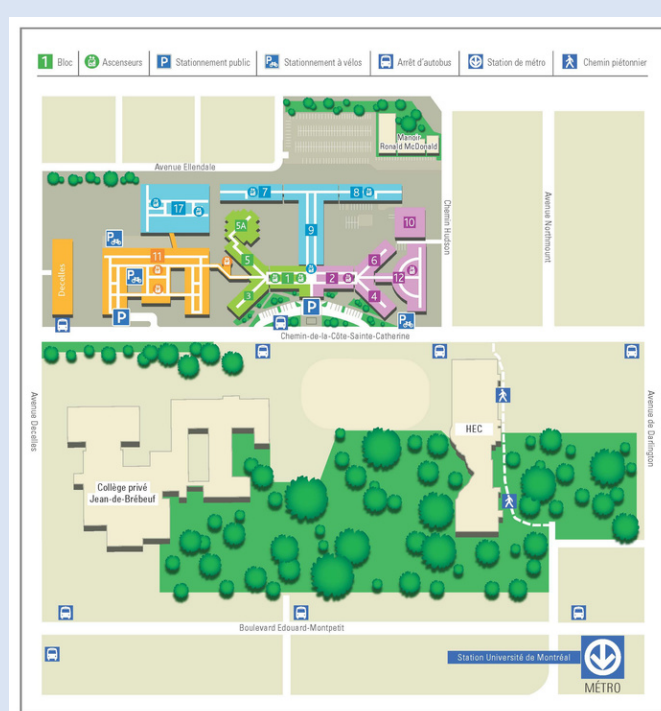 1 Bloc
Ascenseurs
P Stationnement public
P Stationnement à vélos
Arrêt d'autobus
Station de métro
Chemin piétonnier
Manoir
Ronald McDonald
Avenue Ellendale
7
8
17
5A
9
10
Chemin Hudson
Avenue Northmount
P
11
5
6
Decelles
P
1
2
12
3
4
P
P
P
Chemin-de-la-Côte-Sainte-Catherine
Avenue Decelles
Avenue de Darlington
HEC
Collège privé
Jean-de-Brébeuf
Boulevard Edouard-Montpetit
Station Université de Montréal
MÉTRO